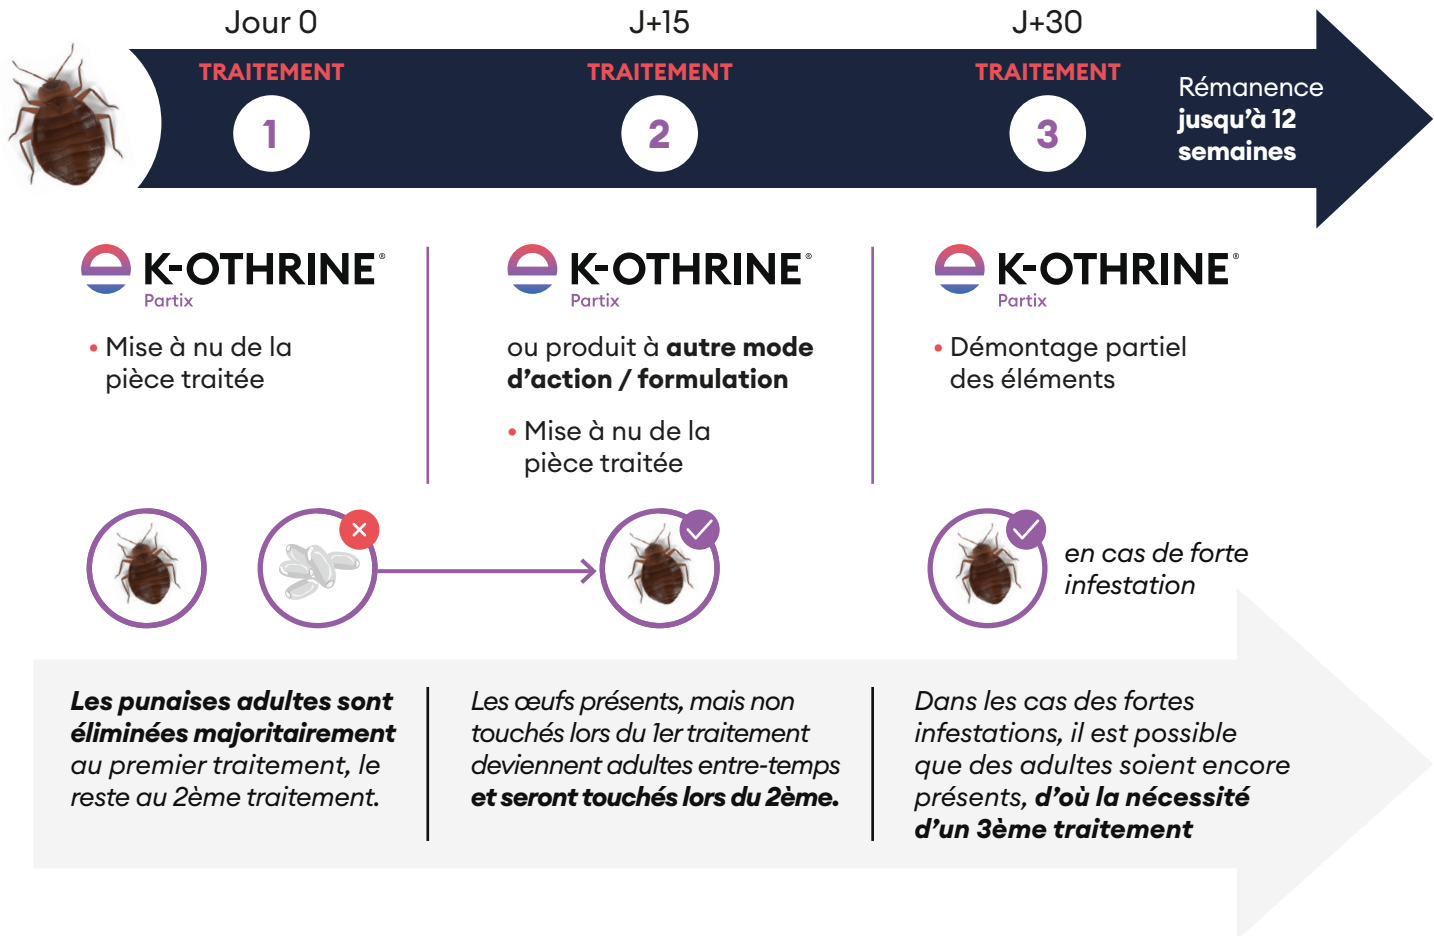 Jour 0
J+15
J+30
TRAITEMENT
1
TRAITEMENT
2
TRAITEMENT
3
Rémanence
jusqu’à 12
semaines
K-OTHRINE®
Partix
• Mise à nu de la
pièce traitée
K-OTHRINE®
Partix
ou produit à autre mode
d’action / formulation
• Mise à nu de la
pièce traitée
K-OTHRINE®
Partix
• Démontage partiel
des éléments
en cas de forte
infestation
Les punaises adultes sont
éliminées majoritairement
au premier traitement, le
reste au 2ème traitement.
Les œufs présents, mais non
touchés lors du 1er traitement
deviennent adultes entre-temps
et seront touchés lors du 2ème.
Dans les cas des fortes
infestations, il est possible
que des adultes soient encore
présents, d’où la nécessité
d’un 3ème traitement